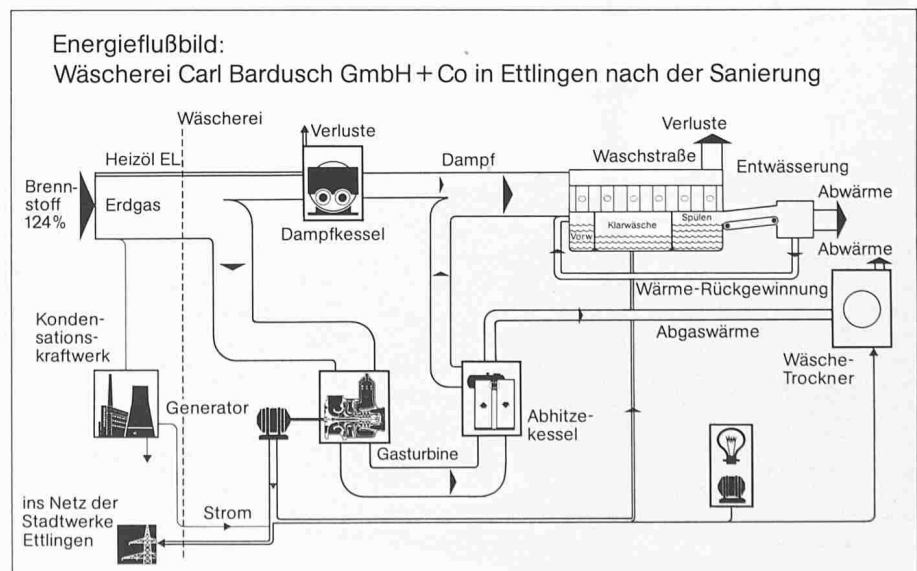 Energieflußbild:
Wäscherei Carl Bardusch GmbH + Co in Ettlingen nach der Sanierung
Wäscherei
Verluste
Verluste
Heizöl EL
Dampf
Waschstraße
Entwässerung
Brenn-
stoff
124%
Erdgas
Abwärme
Dampfkessel
Vorw
Klarwäsche
Spülen
Abwärme
Wärme-Rückgewinnung
Abgaswärme
Konden-
sations-
kraftwerk
Wäsche-
Trockner
Generator
Abhitze-
kessel
Gasturbine
ins Netz der
Stadtwerke
Ettlingen
Strom